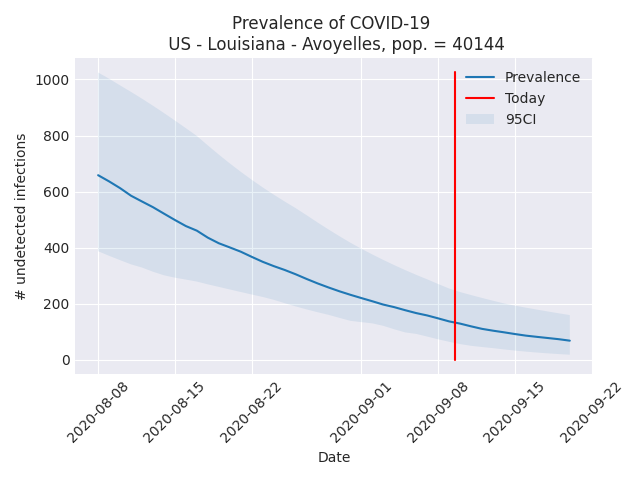 Prevalence of COVID-19
US - Louisiana - Avoyelles, pop. = 40144
1000
800
600
400
200
0
# undetected infections
Prevalence
Today
95CI
2020-08-08
2020-08-15
2020-08-22
2020-09-01
2020-09-08
2020-09-15
2020-09-22
Date